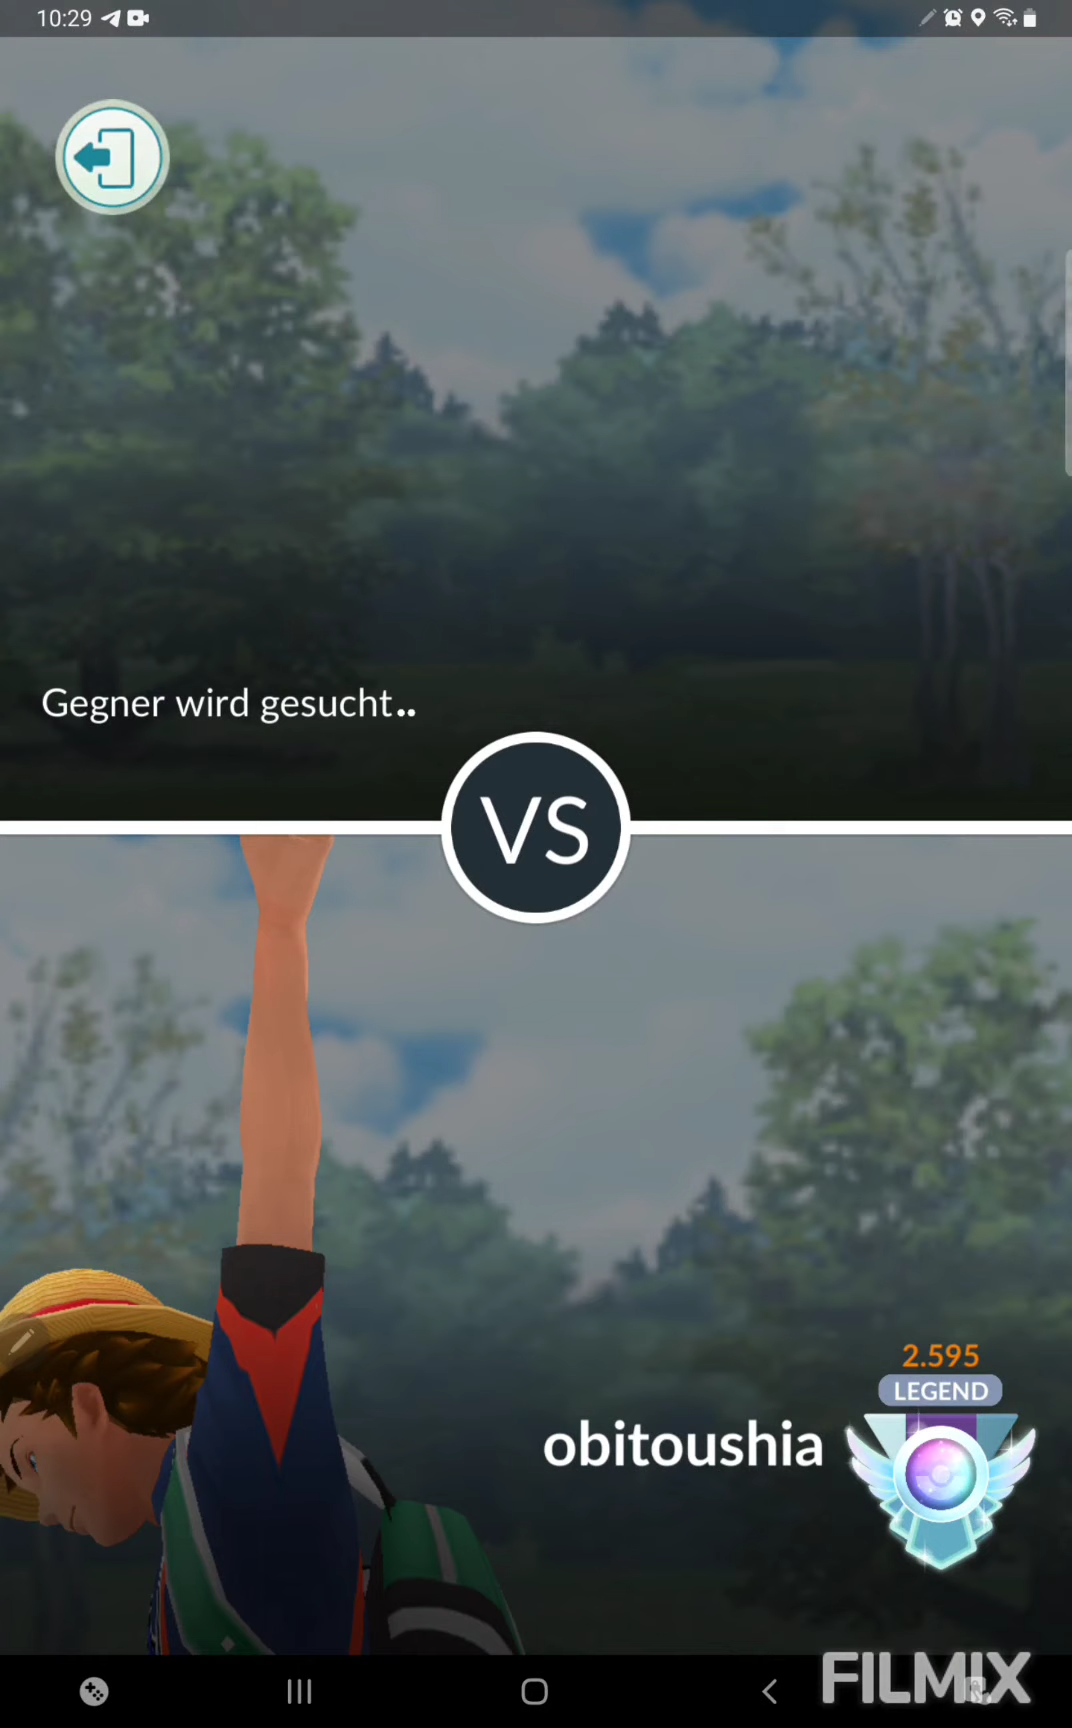 10:29
Gegner wird gesucht..
VS
2.595
LEGEND
obitoushia
FILMIX